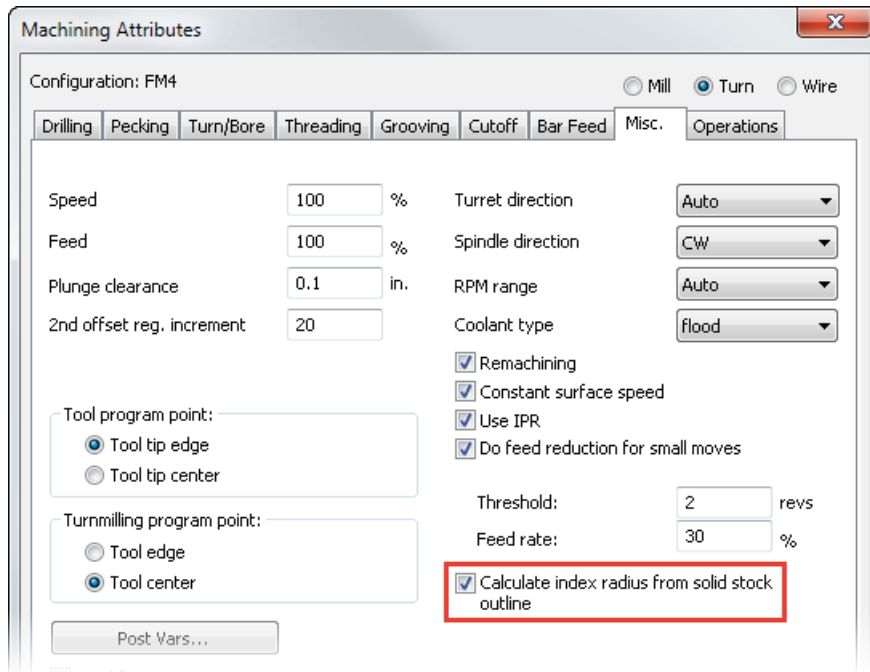 Machining Attributes
Configuration: FM4
Mill
Turn
Wire
Drilling
Pecking
Turn/Bore
Threading
Grooving
Cutoff
Bar Feed
Misc.
Operations
Speed
100
%
Turret direction
Auto
Feed
100
%
Spindle direction
CW
Plunge clearance
0.1
in.
RPM range
Auto
2nd offset reg. increment
20
Coolant type
flood
Remachining
Constant surface speed
Use IPR
Do feed reduction for small moves
Tool program point:
Tool tip edge
Tool tip center
Threshold:
2
revs
Feed rate:
30
%
Turnmilling program point:
Tool edge
Tool center
Calculate index radius from solid stock
outline
Post Vars...